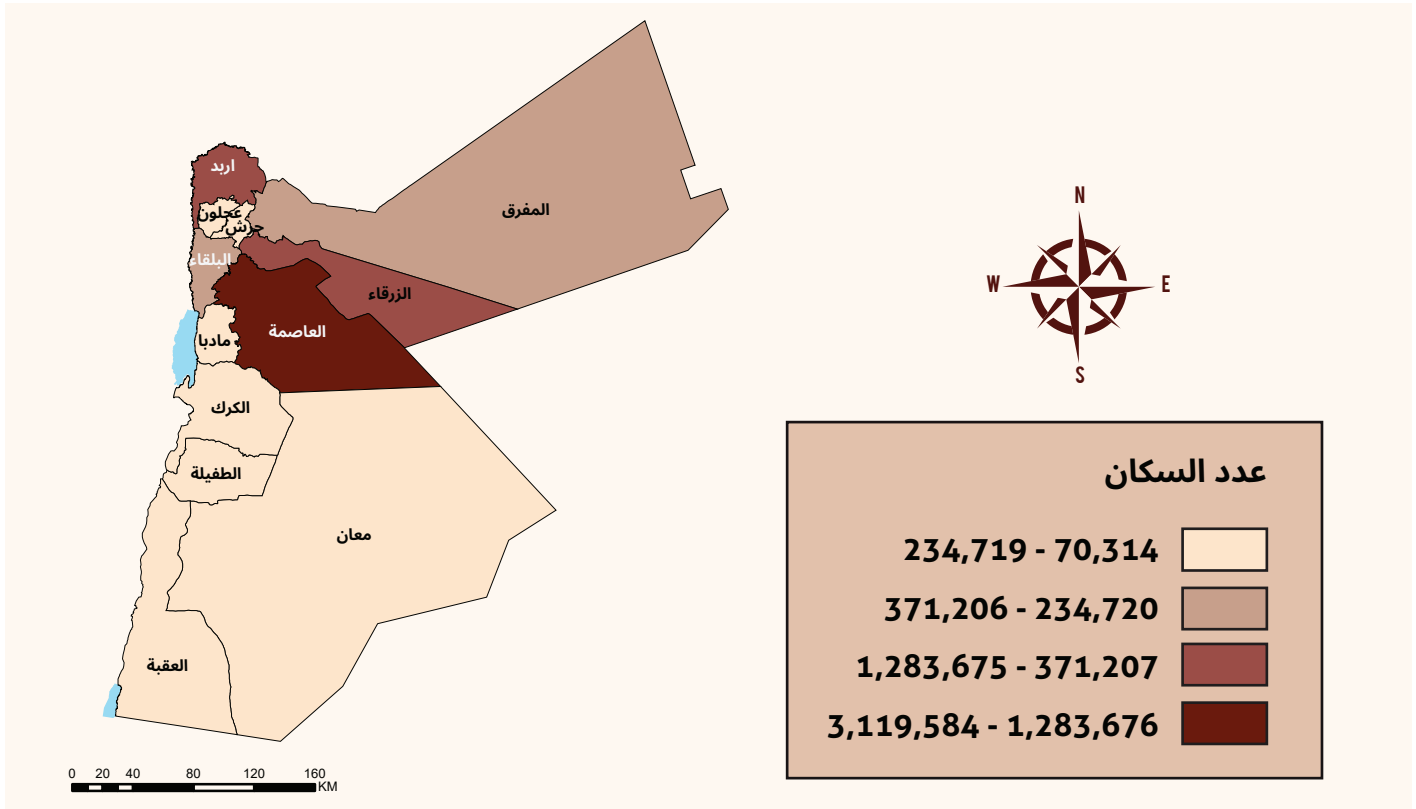 اربد
عجلون
جرش
المفرق
البلقاء
الزرقاء
العاصمة
مادبا
الكرك
الطفيلة
معان
العقبة
N
W
E
S
عدد السكان
234,719 - 70,314
371,206 - 234,720
1,283,675 - 371,207
3,119,584 - 1,283,676
0 20 40 80 120 160
KM